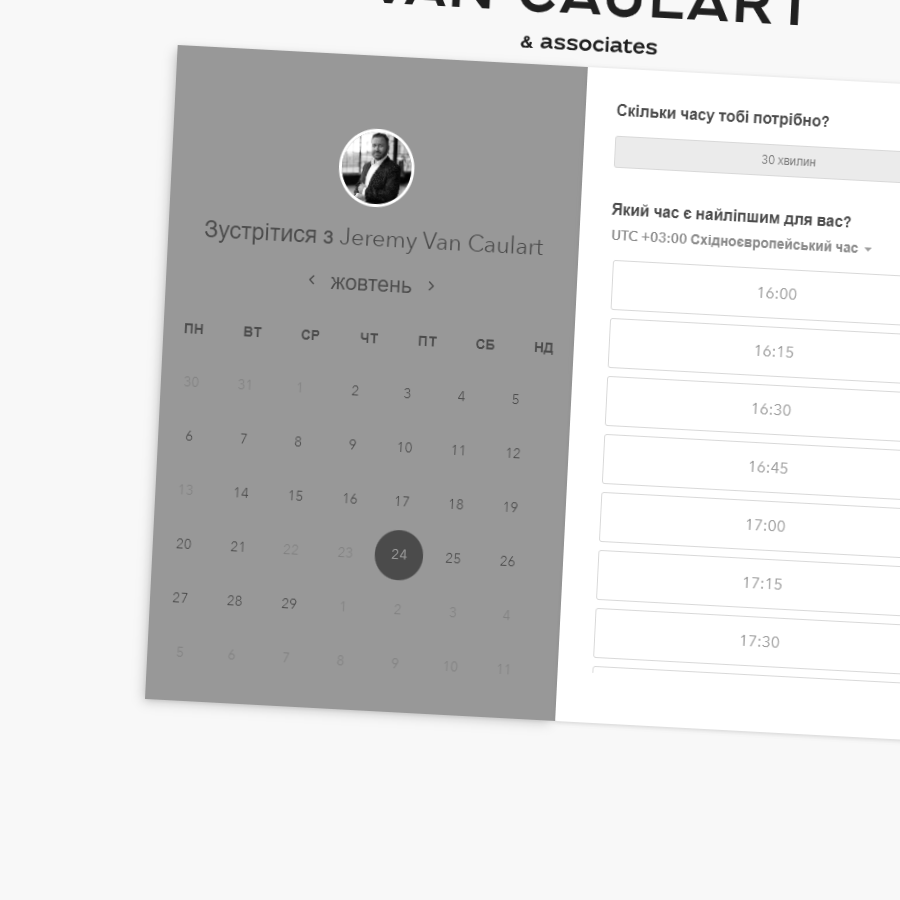 VAN CAULART
& associates
Зустрітися з Jeremy Van Caulart
‹ жовтень ›
ПН ВТ СР ЧТ ПТ СБ НД
30 31 1 2 3 4 5
6 7 8 9 10 11 12
13 14 15 16 17 18 19
20 21 22 23 24 25 26
27 28 29 1 2 3 4
5 6 7 8 9 10 11
Скільки часу тобі потрібно?
30 хвилин
Який час є найліпшим для вас?
UTC +03:00 Східноєвропейський час
16:00
16:15
16:30
16:45
17:00
17:15
17:30